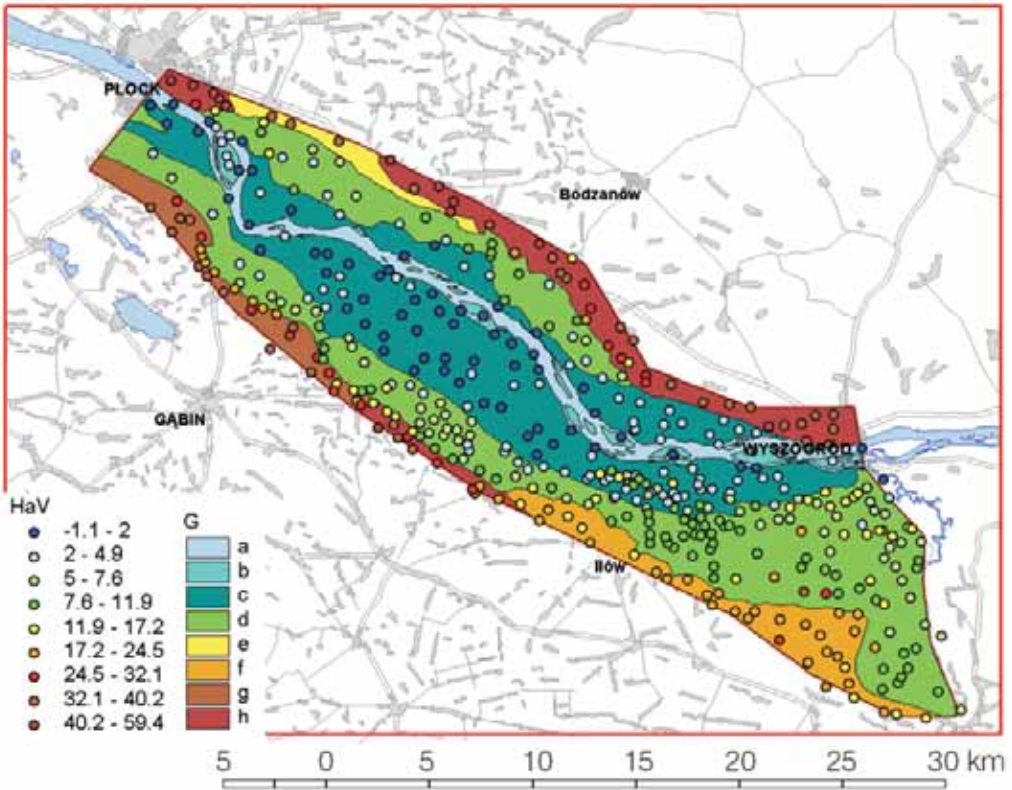 PŁOCK
Bodzanów
GĄBIN
WYSZOGRÓD
Iłów
HaV
-1.1 - 2
2 - 4.9
5 - 7.6
7.6 - 11.9
11.9 - 17.2
17.2 - 24.5
24.5 - 32.1
32.1 - 40.2
40.2 - 59.4
G
a
b
c
d
e
f
g
h
5 0 5 10 15 20 25 30 km